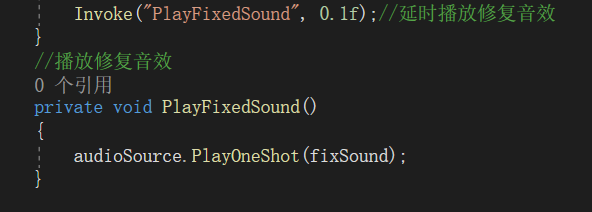 Invoke("PlayFixedSound", 0.1f);//延时播放修复音效
}
//播放修复音效
0 个引用
private void PlayFixedSound()
{
audioSource.PlayOneShot(fixSound);
}